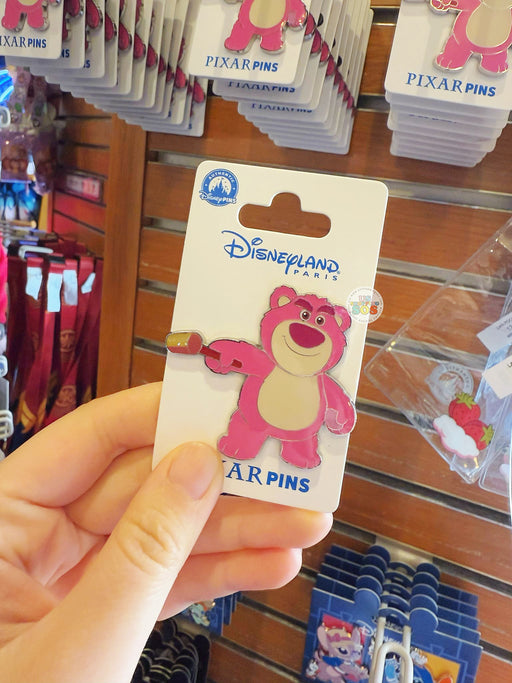 PIXAR PINS
PIXAR PINS
PIXAR PINS
AUTHENTIC
Disney PINS
DISNEYLAND
PARIS
XAR PINS